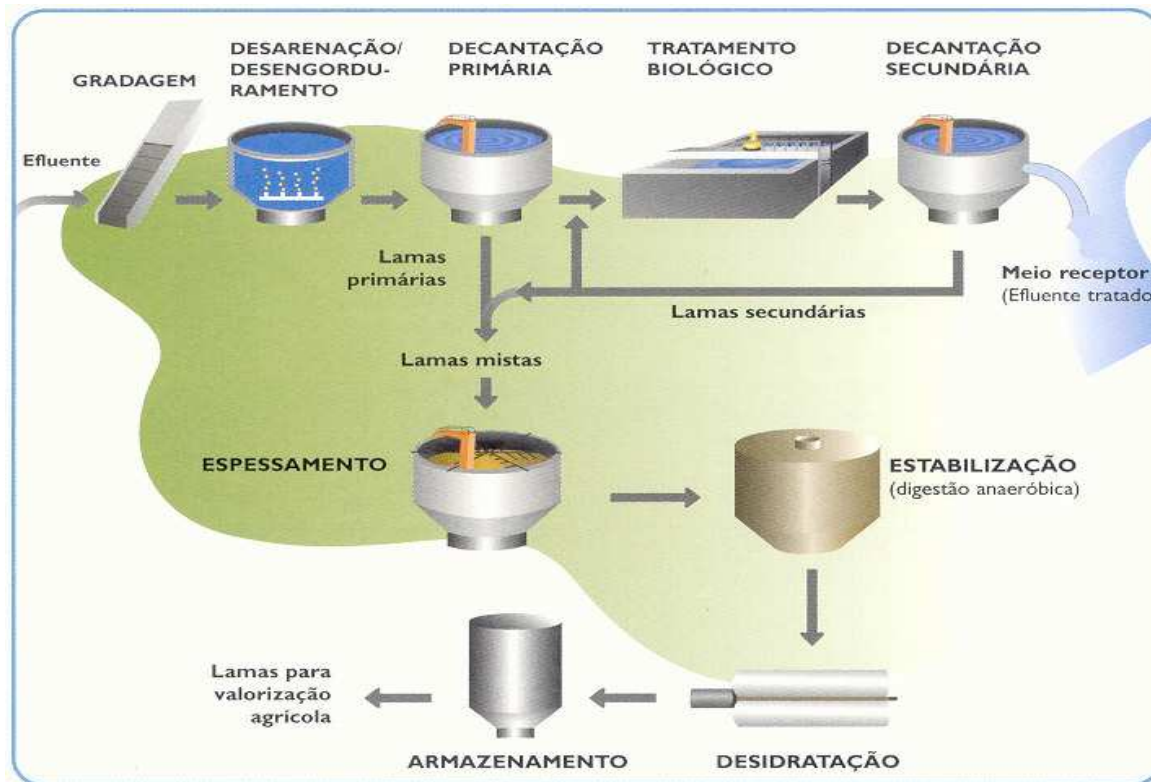 GRADAGEM
DESARENAÇÃO/
DESENGORDU-
RAMENTO
DECANTAÇÃO
PRIMÁRIA
TRATAMENTO
BIOLÓGICO
DECANTAÇÃO
SECUNDÁRIA
Efluente
Lamas
primárias
Lamas secundárias
Meio receptor
(Efluente tratado
Lamas mistas
ESPESSAMENTO
ESTABILIZAÇÃO
(digestão anaeróbica)
Lamas para
valorização
agrícola
ARMAZENAMENTO
DESIDRATAÇÃO